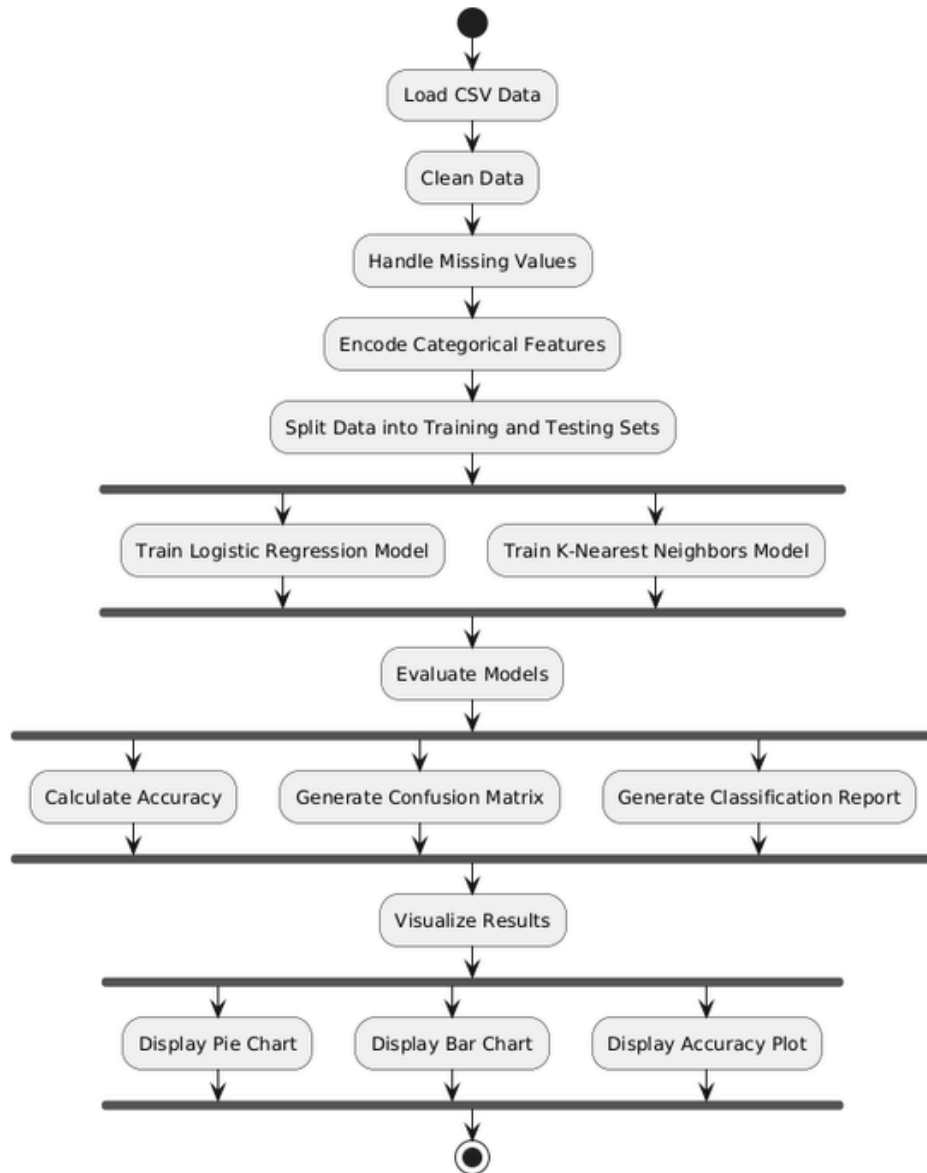 Load CSV Data
Clean Data
Handle Missing Values
Encode Categorical Features
Split Data into Training and Testing Sets
Train Logistic Regression Model
Train K-Nearest Neighbors Model
Evaluate Models
Calculate Accuracy
Generate Confusion Matrix
Generate Classification Report
Visualize Results
Display Pie Chart
Display Bar Chart
Display Accuracy Plot